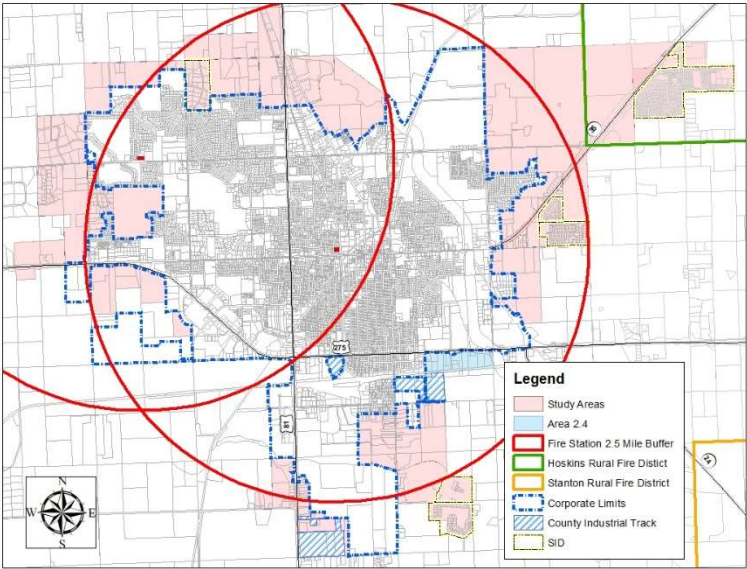 275
81
Legend
Study Areas
Area 2.4
Fire Station 2.5 Mile Buffer
Hoskins Rural Fire Distict
Stanton Rural Fire District
Corporate Limits
County Industrial Track
SID
24
N
W
E
S